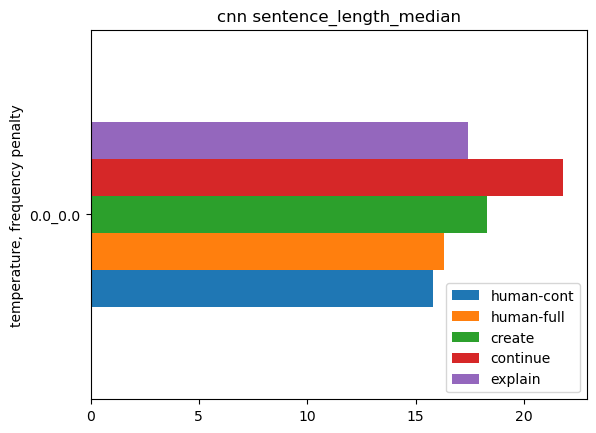 cnn sentence_length_median
temperature, frequency penalty
0.0_0.0
human-cont
human-full
create
continue
explain
0 5 10 15 20